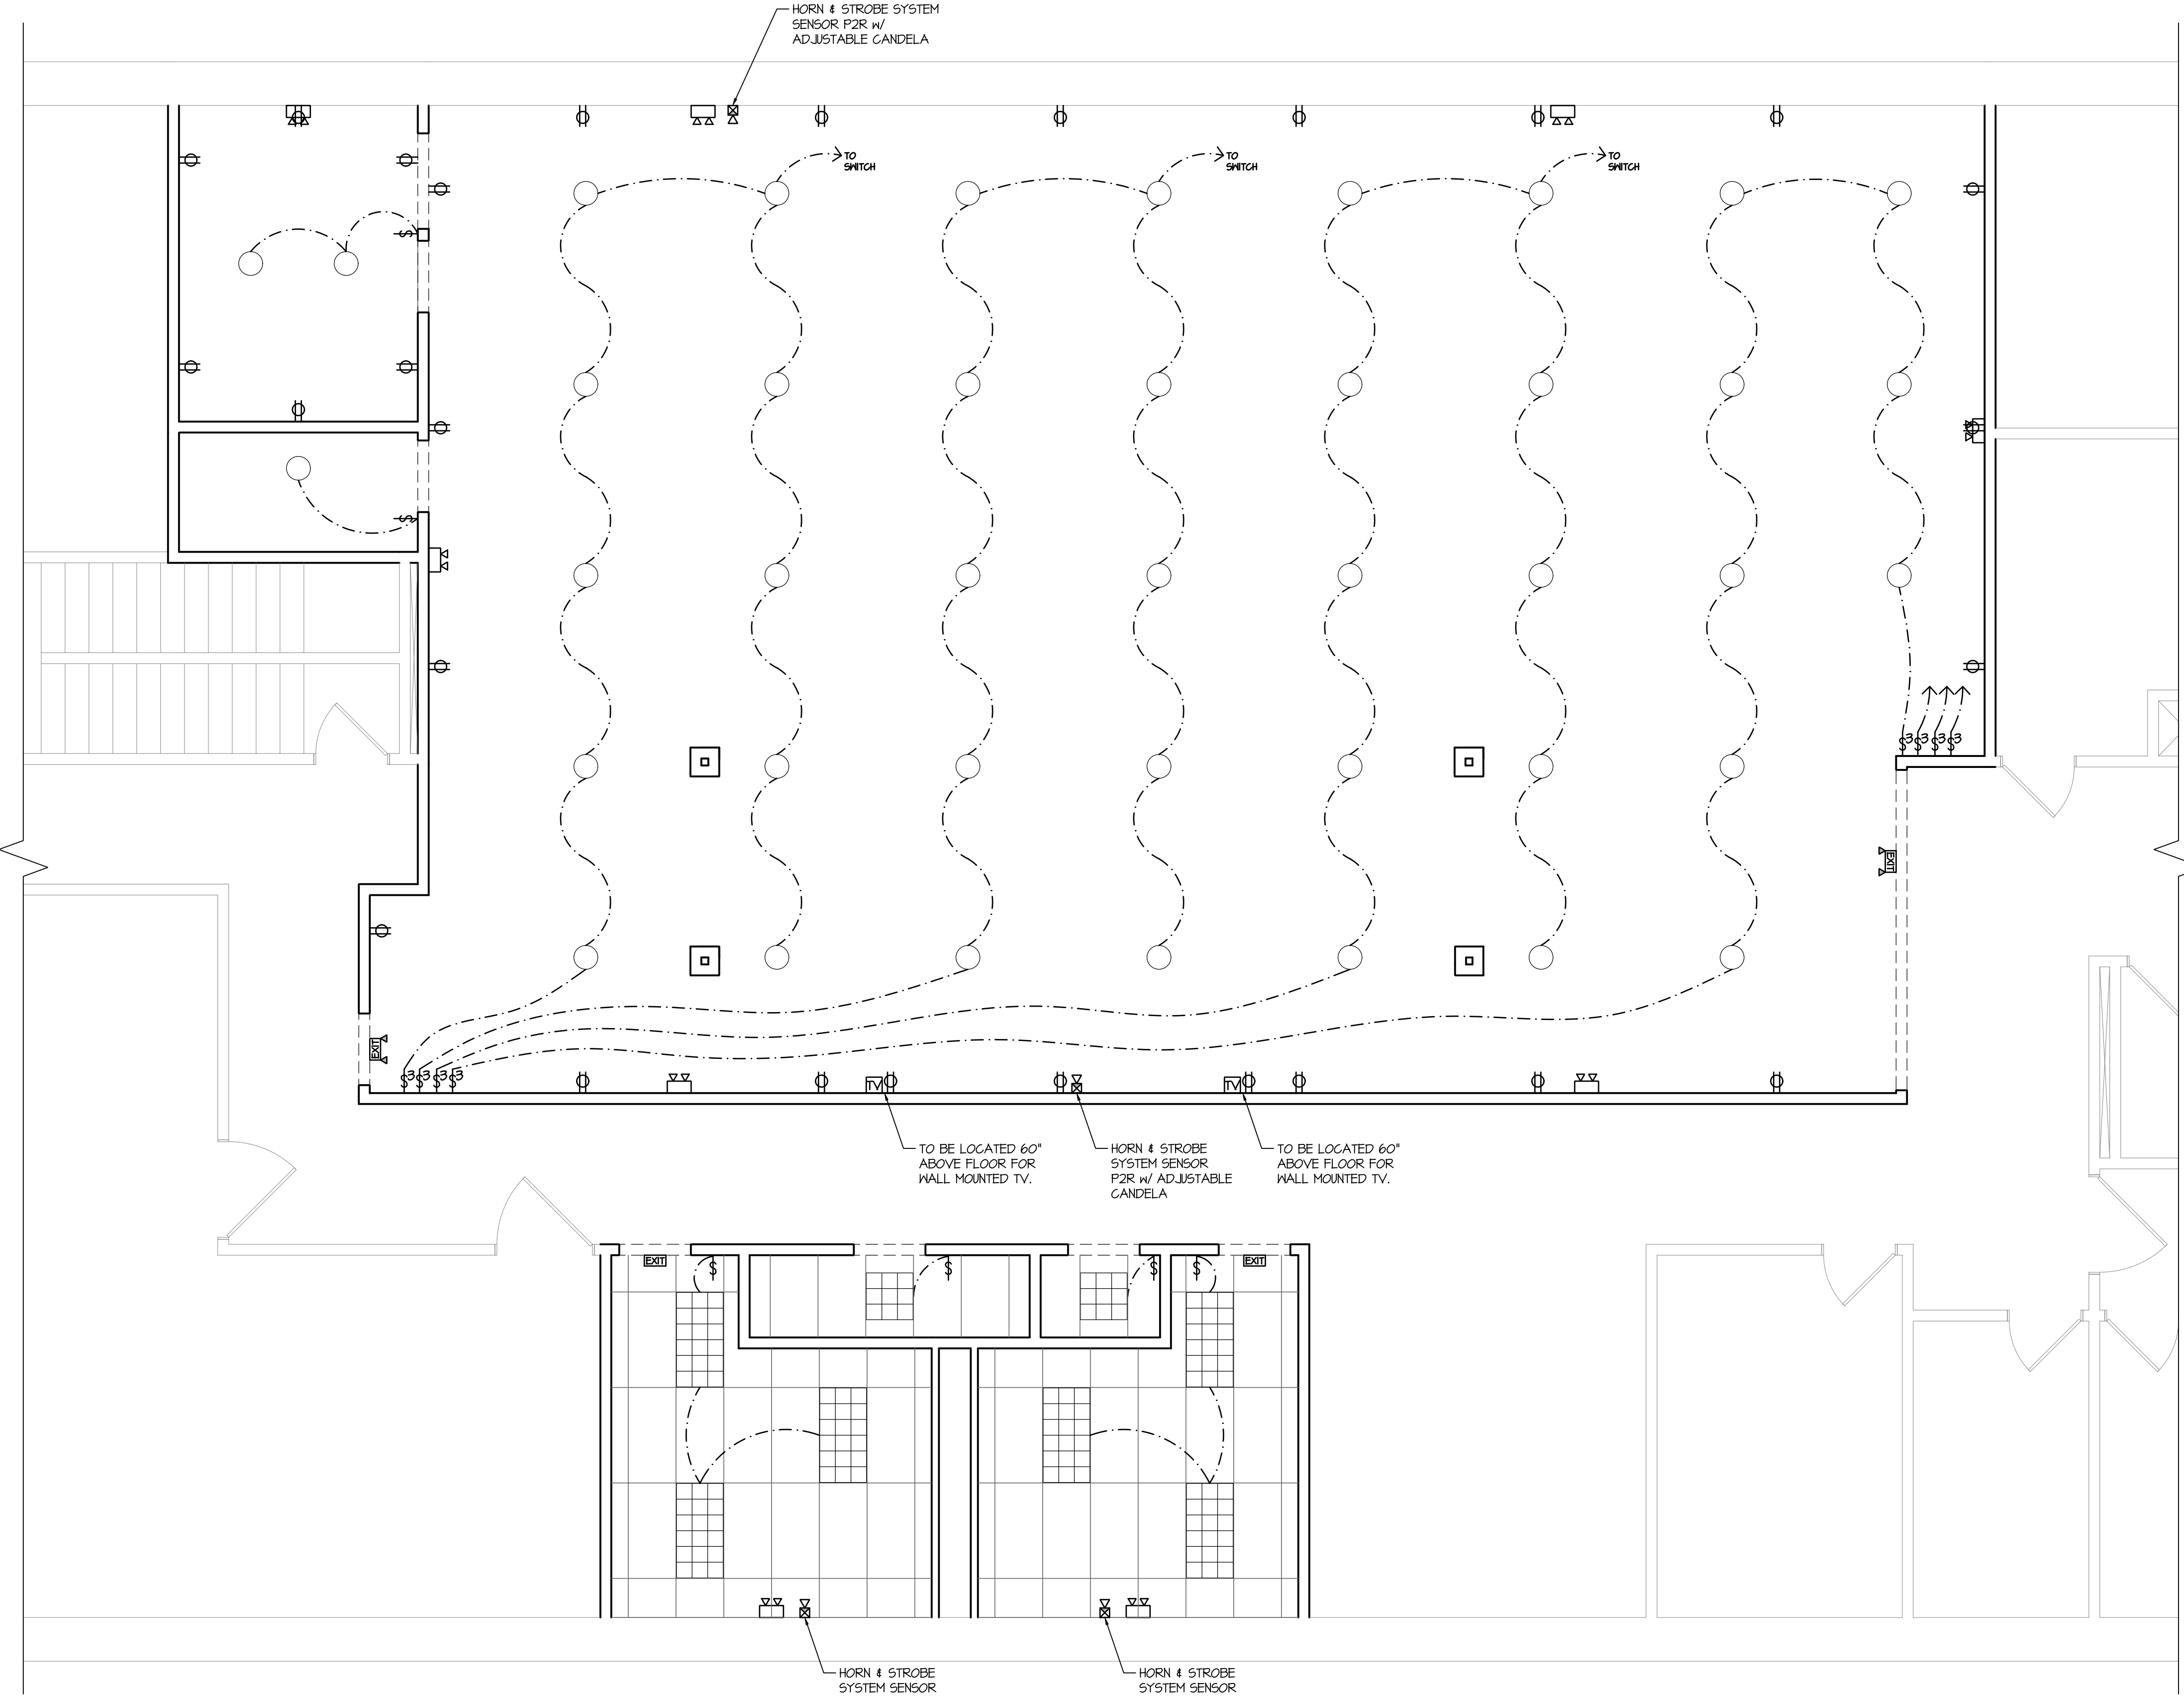 HORN & STROBE SYSTEM
SENSOR P2R W/
ADJUSTABLE CANDELA
TO
SWITCH
TO
SWITCH
TO
SWITCH
S
S
$3 $3 $3 $3
EXIT
EXIT
$3 $3 $3 $3
TV
TV
TO BE LOCATED 60"
ABOVE FLOOR FOR
WALL MOUNTED TV.
HORN & STROBE
SYSTEM SENSOR
P2R W/ ADJUSTABLE
CANDELA
TO BE LOCATED 60"
ABOVE FLOOR FOR
WALL MOUNTED TV.
EXIT
$
$
$
$
EXIT
HORN & STROBE
SYSTEM SENSOR
HORN & STROBE
SYSTEM SENSOR